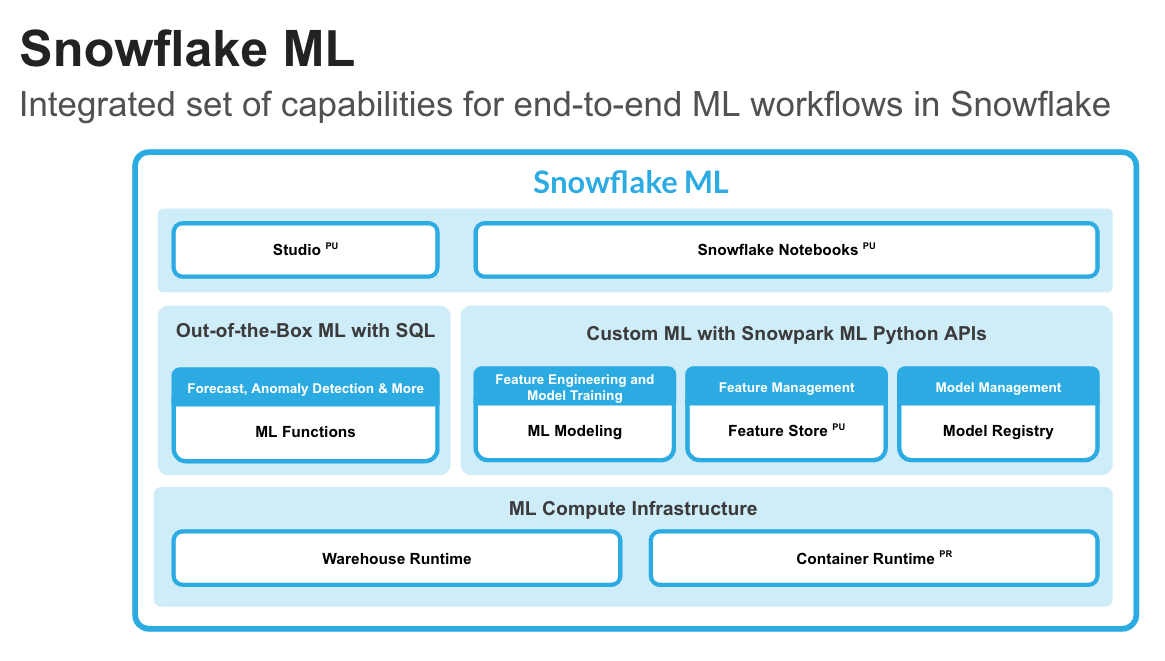 Snowflake ML
Integrated set of capabilities for end-to-end ML workflows in Snowflake
Snowflake ML
Studio PU
Snowflake Notebooks PU
Out-of-the-Box ML with SQL
Forecast, Anomaly Detection & More
ML Functions
Custom ML with Snowpark ML Python APIs
Feature Engineering and
Model Training
ML Modeling
Feature Management
Feature Store PU
Model Management
Model Registry
ML Compute Infrastructure
Warehouse Runtime
Container Runtime PR